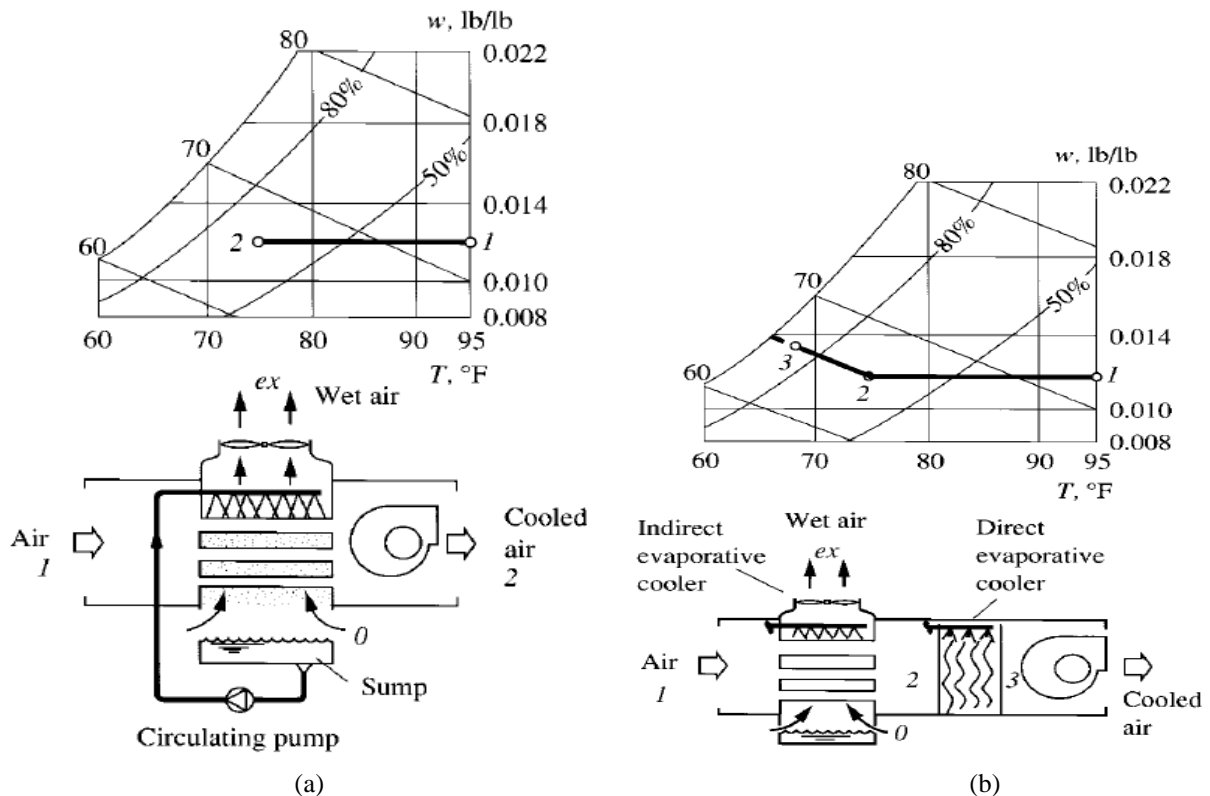 w, lb/lb
80
0.022
80%
0.018
70
50%
0.014
2
1
60
0.010
0.008
60
70
80
90
95
T, °F
ex
Wet air
Air
1
Cooled
air
2
0
Sump
Circulating pump
(a)
w, lb/lb
80
0.022
80%
0.018
70
50%
0.014
3
2
1
60
0.010
0.008
60
70
80
90
95
T, °F
Indirect
evaporative
cooler
Wet air
ex
Direct
evaporative
cooler
Air
1
2
3
0
Cooled
air
(b)